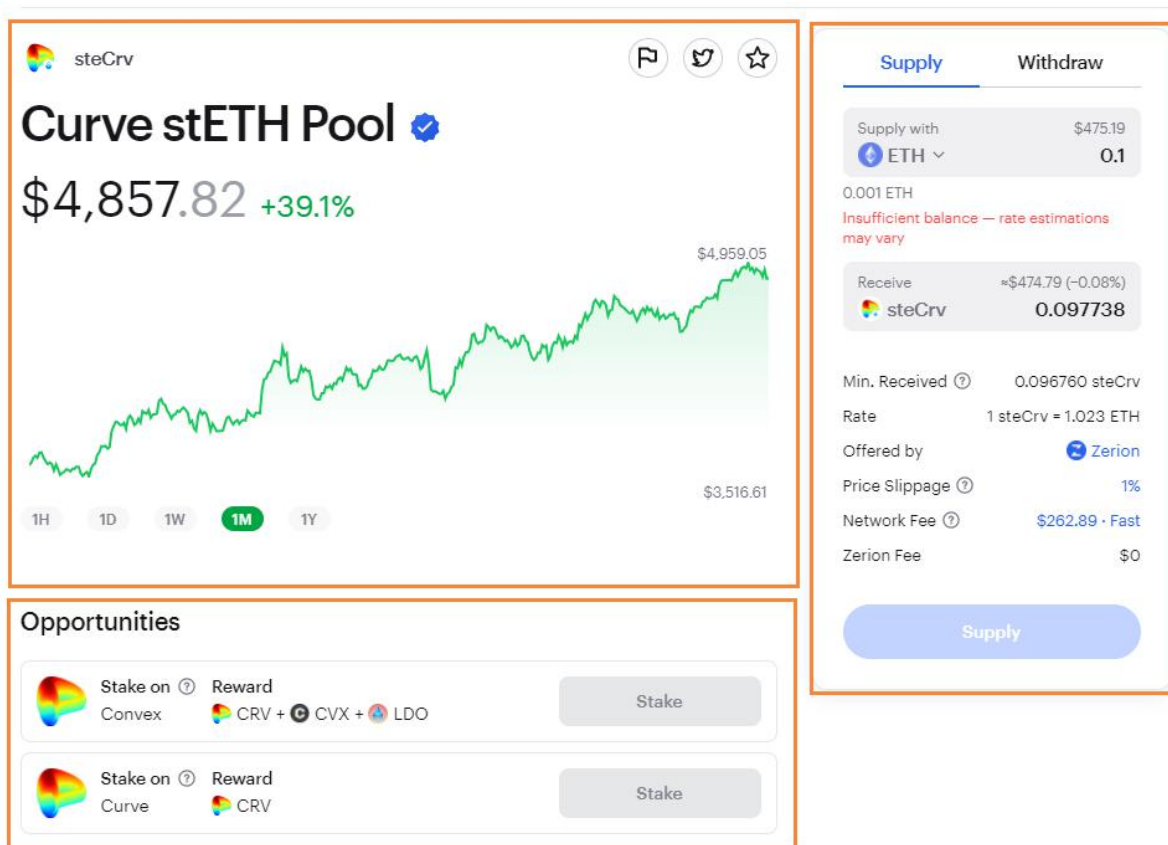 steCrv
Curve stETH Pool
$4,857.82 +39.1%
$4,959.05
$3,516.61
1H 1D 1W 1M 1Y
Opportunities
Stake on Reward
Convex CRV + CVX + LDO
Stake
Stake on Reward
Curve CRV
Stake
Supply Withdraw
Supply with $475.19
ETH 0.1
0.001 ETH
Insufficient balance — rate estimations
may vary
Receive ≈$474.79 (−0.08%)
steCrv 0.097738
Min. Received 0.096760 steCrv
Rate 1 steCrv = 1.023 ETH
Offered by Zerion
Price Slippage 1%
Network Fee $262.89 · Fast
Zerion Fee $0
Supply